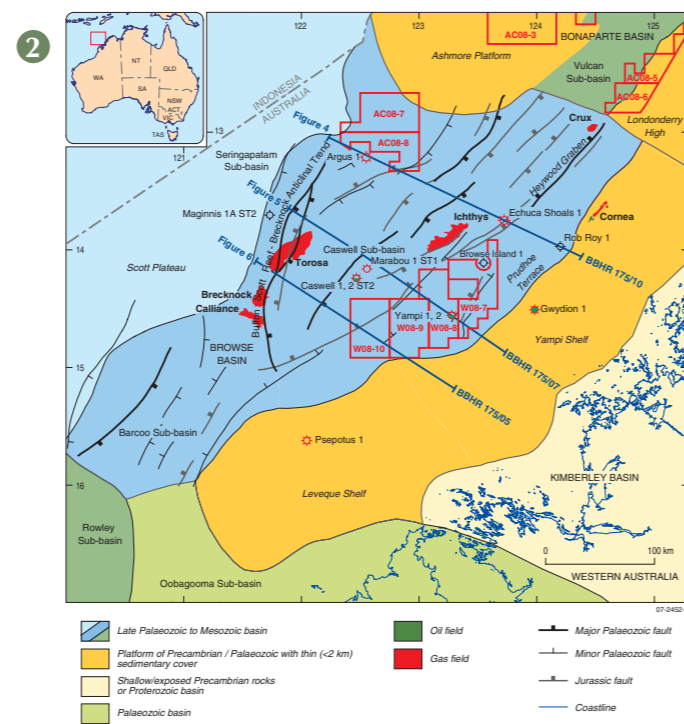 2
WA
NT
SA
QLD
NSW
ACT
VIC
TAS
122
123
124
125
121
13
14
15
16
INDONESIA
AUSTRALIA
AC08-3
BONAPARTE BASIN
Ashmore Platform
Vulcan
Sub-basin
AC08-5
AC08-6
Londonderry
High
AC08-7
AC08-8
Figure 4
Argus 1
Seringapatam
Sub-basin
Crux
Heywood Graben
Maginnis 1A ST2
Figure 5
Buffon - Scott Reef - Brecknock Anticlinal Trend
Ichthys
Echuca Shoals 1
Cornea
Rob Roy 1
Scott Plateau
Figure 6
Torosa
Caswell Sub-basin
Marabou 1 ST1
Browse Island 1
Prudhoe
Terrace
BBHR 175/10
Caswell 1, 2 ST2
Brecknock
Calliance
Yampi 1, 2
W08-7
W08-8
W08-9
W08-10
Gwydion 1
Yampi Shelf
BROWSE
BASIN
BBHR 175/07
BBHR 175/05
Barcoo Sub-basin
Psepotus 1
Leveque Shelf
KIMBERLEY BASIN
Rowley
Sub-basin
Oobagooma Sub-basin
0
100 km
WESTERN AUSTRALIA
07-2452-
Late Palaeozoic to Mesozoic basin
Platform of Precambrian / Palaeozoic with thin (<2 km)
sedimentary cover
Shallow/exposed Precambrian rocks
or Proterozoic basin
Palaeozoic basin
Oil field
Gas field
Major Palaeozoic fault
Minor Palaeozoic fault
Jurassic fault
Coastline